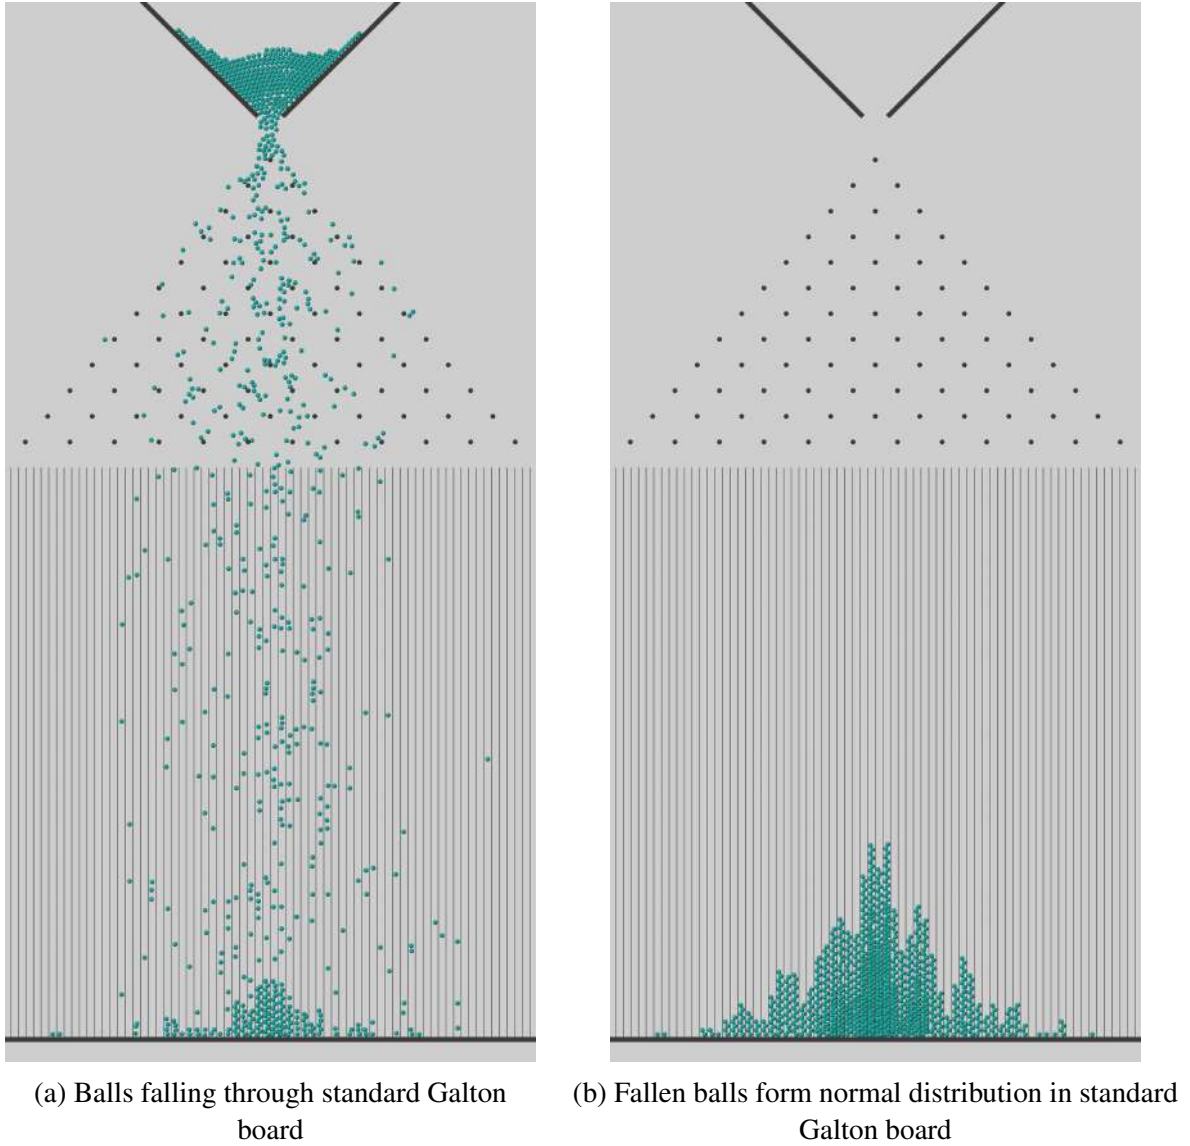 (a) Balls falling through standard Galton
board
(b) Fallen balls form normal distribution in standard
Galton board